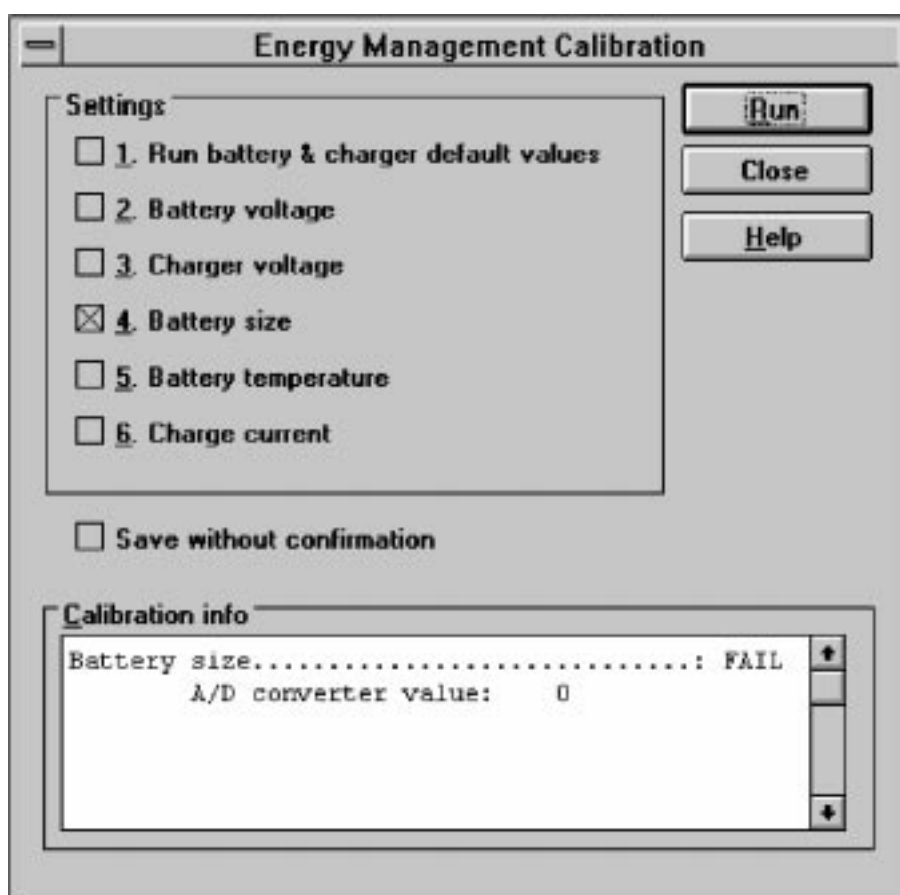 Energy Management Calibration
Settings
1. Run battery & charger default values
2. Battery voltage
3. Charger voltage
4. Battery size
5. Battery temperature
6. Charge current
Run
Close
Help
Save without confirmation
Calibration info
Battery size.............................: FAIL
A/D converter value: 0